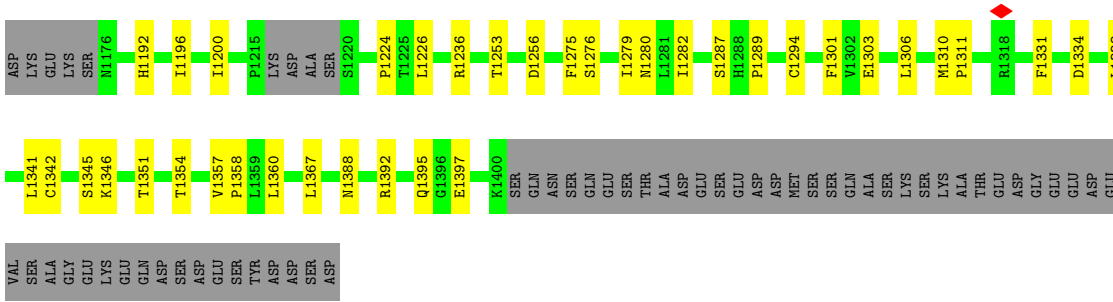 ASP LYS GLU LYS SER N1176 H1192 I1196 I1200 P1215 LYS ASP ALA SER S1220 P1224 T1225 L1226 R1236 T1253 D1256 F1275 S1276 I1279 N1280 L1281 I1282 S1287 H1288 P1289 C1294 F1301 V1302 E1303 L1306 M1310 P1311 R1318 F1331 D1334
L1341 C1342 S1345 K1346 T1351 T1354 V1357 P1358 L1359 L1360 L1367 N1388 R1392 Q1395 G1396 E1397 K1400 SER GLN ASN SER GLN GLU SER THR ALA ASP GLU SER GLU ASP ASP MET SER SER GLN ALA SER LYS SER LYS ALA THR GLU ASP GLY GLU GLU ASP GLU
VAL SER ALA GLY GLU LYS GLU GLN ASP SER ASP GLU SER TYR ASP ASP SER ASP